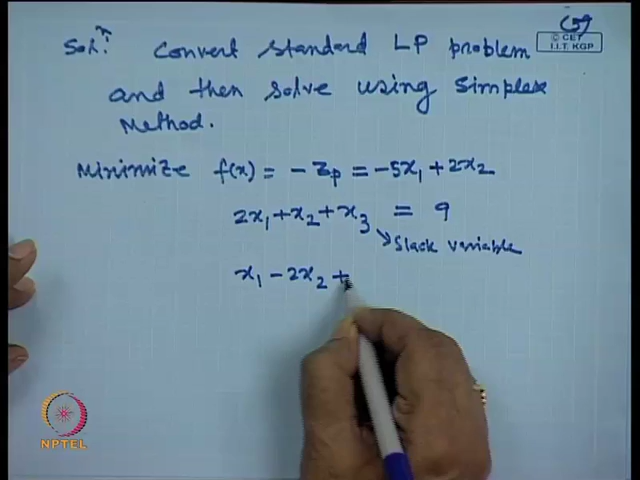 Solⁿ: Convert standard LP problem
and then solve using Simplex
Method.
Minimize f(x) = - Zp = -5x₁ + 2x₂
2x₁ + x₂ + x₃ = 9
Slack variable
x₁ - 2x₂ +
© CET
I.I.T. KGP
NPTEL